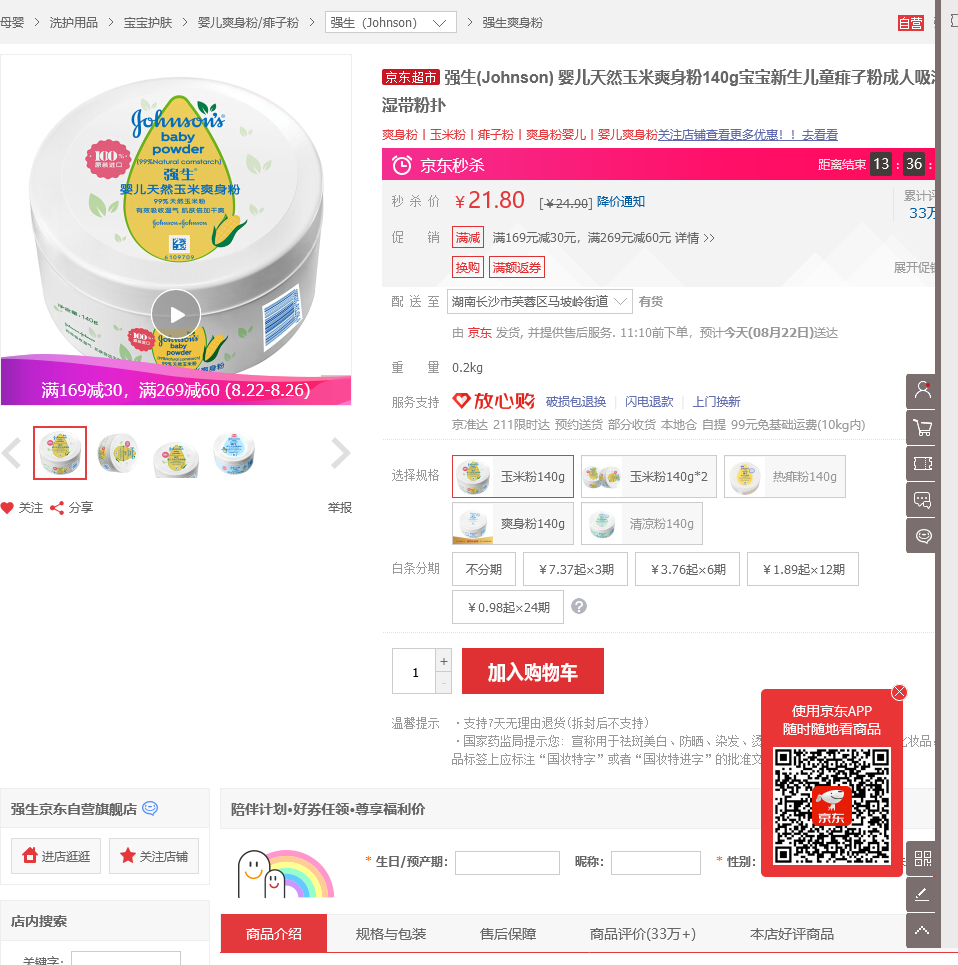 母婴 > 洗护用品 > 宝宝护肤 > 婴儿爽身粉/痱子粉 > 强生（Johnson） > 强生爽身粉
自营
京东超市 强生(Johnson) 婴儿天然玉米爽身粉140g宝宝新生儿童痱子粉成人吸汗
湿带粉扑
爽身粉丨玉米粉丨痱子粉丨爽身粉婴儿丨婴儿爽身粉关注店铺查看更多优惠！！去看看
京东秒杀 距离结束 13 : 36 :
秒杀价 ￥21.80 [￥24.90] 降价通知
累计评
33万
促销 满减 满169元减30元，满269元减60元 详情 >>
换购 满额返券
展开促销
配送至 湖南长沙市芙蓉区马坡岭街道 有货
由 京东 发货, 并提供售后服务. 11:10前下单，预计今天(08月22日)送达
重量 0.2kg
服务支持 放心购 破损包退换 | 闪电退款 | 上门换新
京准达 211限时达 预约送货 部分收货 本地仓 自提 99元免基础运费(10kg内)
选择规格 玉米粉140g 玉米粉140g*2 热痱粉140g
爽身粉140g 清凉粉140g
白条分期 不分期 ￥7.37起×3期 ￥3.76起×6期 ￥1.89起×12期
￥0.98起×24期 ?
1 + - 加入购物车
温馨提示 ·支持7天无理由退货(拆封后不支持)
·国家药监局提示您：宣称用于祛斑美白、防晒、染发、烫
化妆品
品标签上应标注“国妆特字”或者“国妆特进字”的批准文
Johnson's
baby
powder
(99%Natural cornstarch)
强生
婴儿天然玉米爽身粉
99% 天然玉米粉
有效吸收湿气 肌肤倍加干爽
Johnson & Johnson
6109709
100%
原装进口
净含量: 140g
baby
powder
满169减30，满269减60 (8.22-8.26)
关注 分享 举报
使用京东APP
随时随地看商品
京东
强生京东自营旗舰店
进店逛逛 关注店铺
店内搜索
关键字：
陪伴计划•好券任领•尊享福利价
* 生日/预产期： 昵称： * 性别：
商品介绍 规格与包装 售后保障 商品评价(33万+) 本店好评商品